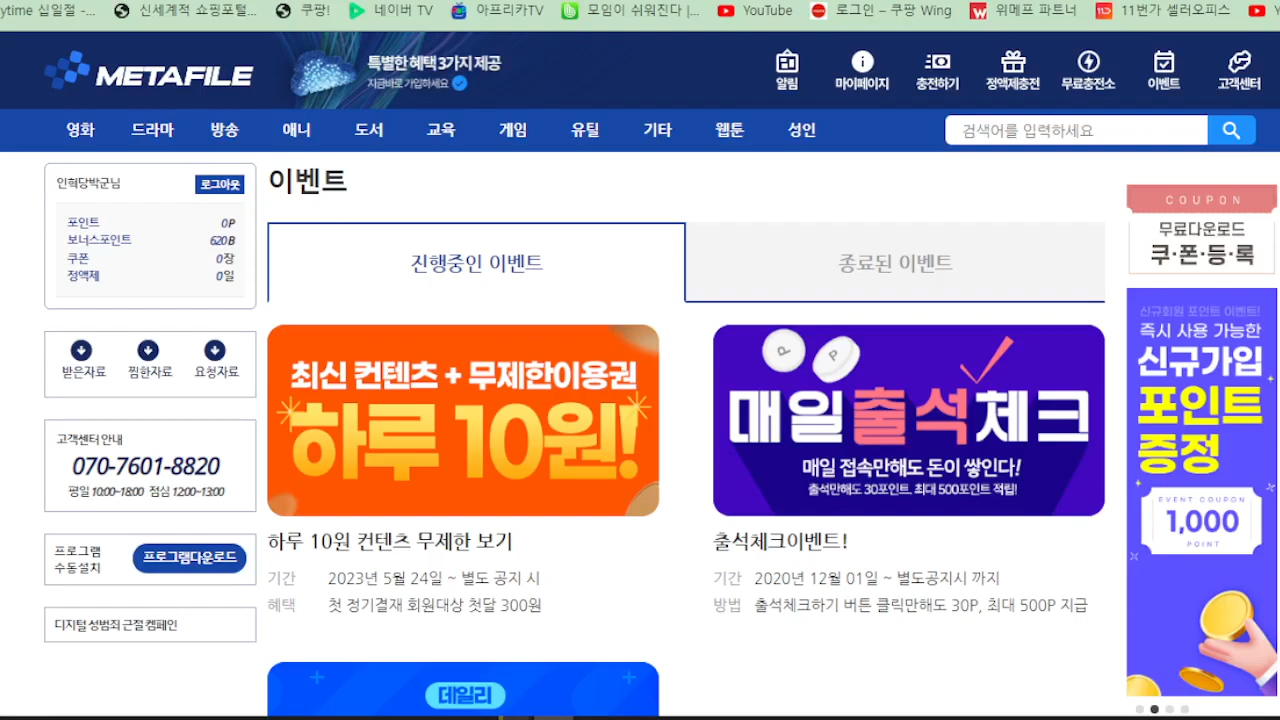 ytime 십일절 -...
신세계적 쇼핑포털...
쿠팡!
네이버 TV
아프리카TV
모임이 쉬워진다 |...
YouTube
로그인 – 쿠팡 Wing
위메프 파트너
11번가 셀러오피스
METAFILE
특별한 혜택 3가지 제공
지금바로 가입하세요
알림
마이페이지
충전하기
정액제충전
무료충전소
이벤트
고객센터
영화
드라마
방송
애니
도서
교육
게임
유틸
기타
웹툰
성인
검색어를 입력하세요
인혁당박군님
로그아웃
포인트 0P
보너스포인트 620B
쿠폰 0장
정액제 0일
받은자료
찜한자료
요청자료
고객센터 안내
070-7601-8820
평일 10:00~18:00 점심 12:00~13:00
프로그램
수동설치
프로그램다운로드
디지털 성범죄 근절 캠페인
이벤트
진행중인 이벤트
종료된 이벤트
최신 컨텐츠 + 무제한이용권
하루 10원!
하루 10원 컨텐츠 무제한 보기
기간 2023년 5월 24일 ~ 별도 공지 시
혜택 첫 정기결재 회원대상 첫달 300원
매일출석체크
매일 접속만해도 돈이 쌓인다!
출석만해도 30포인트, 최대 500포인트 적립!
출석체크이벤트!
기간 2020년 12월 01일 ~ 별도공지시 까지
방법 출석체크하기 버튼 클릭만해도 30P, 최대 500P 지급
데일리
COUPON
무료다운로드
쿠·폰·등·록
신규회원 포인트 이벤트!
즉시 사용 가능한
신규가입
포인트
증정
EVENT COUPON
1,000
POINT